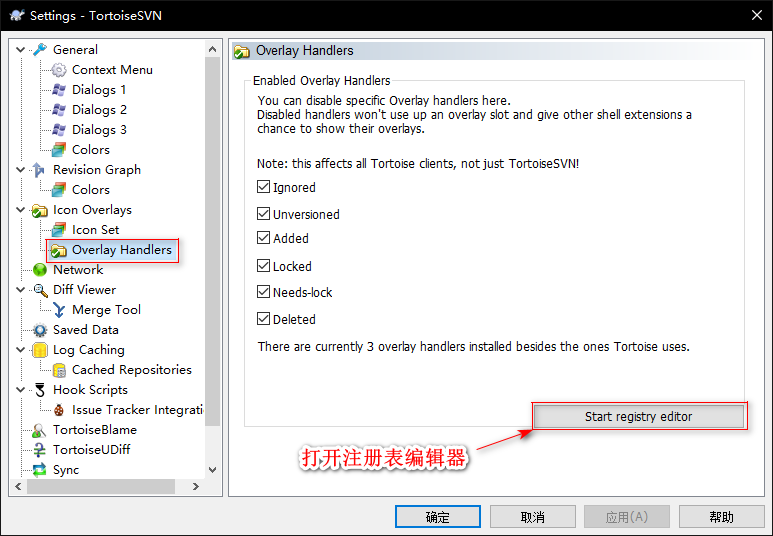 Settings - TortoiseSVN
General
Context Menu
Dialogs 1
Dialogs 2
Dialogs 3
Colors
Revision Graph
Colors
Icon Overlays
Icon Set
Overlay Handlers
Network
Diff Viewer
Merge Tool
Saved Data
Log Caching
Cached Repositories
Hook Scripts
Issue Tracker Integrati
TortoiseBlame
TortoiseUDiff
Sync
Overlay Handlers
Enabled Overlay Handlers
You can disable specific Overlay handlers here.
Disabled handlers won't use up an overlay slot and give other shell extensions a
chance to show their overlays.
Note: this affects all Tortoise clients, not just TortoiseSVN!
Ignored
Unversioned
Added
Locked
Needs-lock
Deleted
There are currently 3 overlay handlers installed besides the ones Tortoise uses.
Start registry editor
打开注册表编辑器
确定
取消
应用(A)
帮助